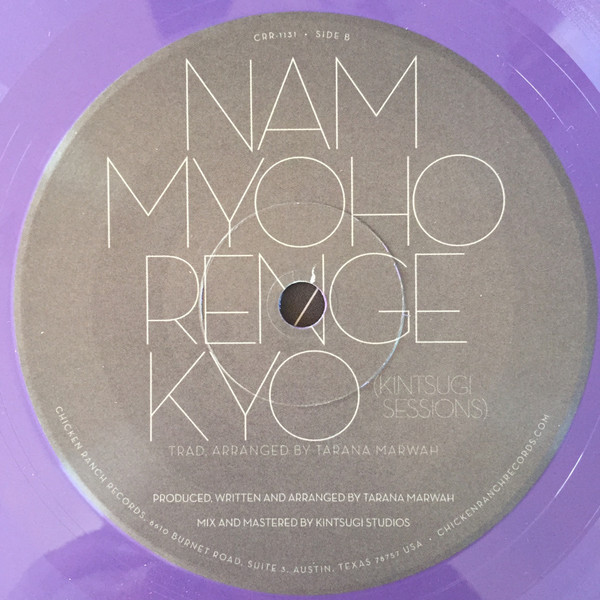 CRR-1131 • SIDE B
NAM
MYOHO
RENGE
KYO
(KINTSUGI
SESSIONS)
TRAD, ARRANGED BY TARANA MARWAH
PRODUCED, WRITTEN AND ARRANGED BY TARANA MARWAH
MIX AND MASTERED BY KINTSUGI STUDIOS
CHICKEN RANCH RECORDS, 6610 BURNET ROAD, SUITE 3, AUSTIN, TEXAS 78757 USA • CHICKENRANCHRECORDS.COM